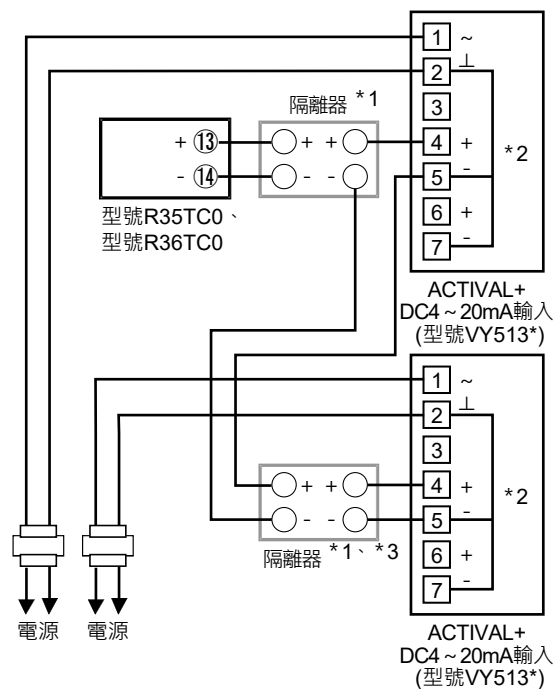 1 ~
2 ⊥
3
隔離器 *1
+ ⑬
+ +
4 +
*2
- ⑭
- -
5 -
6 +
型號R35TC0、
型號R36TC0
7 -
ACTIVAL+
DC4~20mA輸入
(型號VY513*)
1 ~
2 ⊥
3
+ +
4 +
*2
- -
5 -
隔離器 *1、*3
6 +
7 -
電源
電源
ACTIVAL+
DC4~20mA輸入
(型號VY513*)